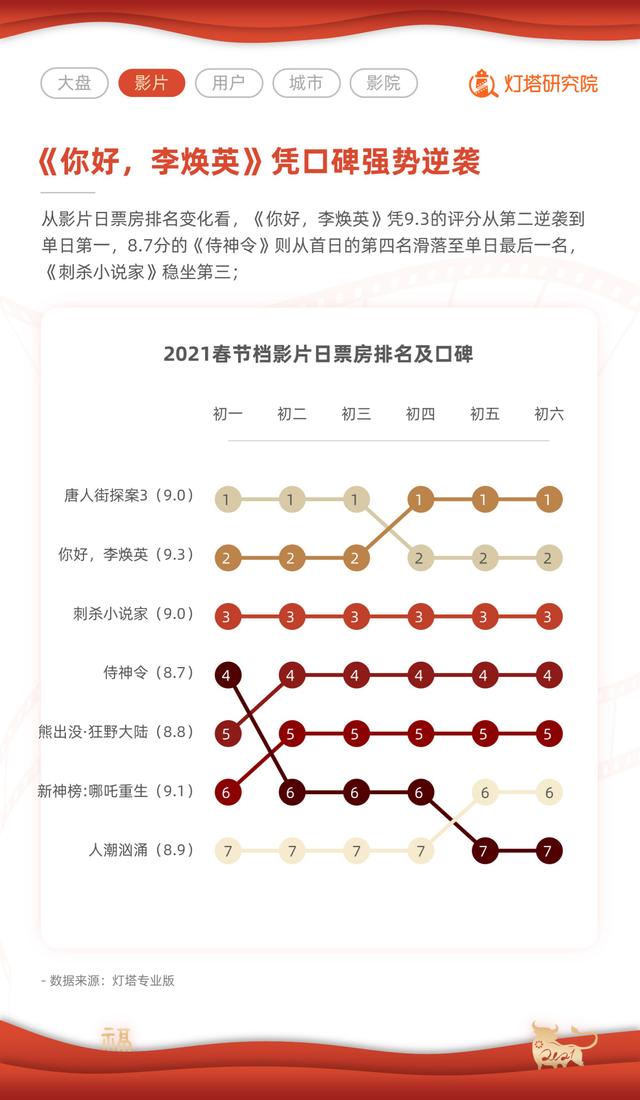 大盘 影片 用户 城市 影院 灯塔研究院
《你好，李焕英》凭口碑强势逆袭
从影片日票房排名变化看，《你好，李焕英》凭9.3的评分从第二逆袭到
单日第一，8.7分的《侍神令》则从首日的第四名滑落至单日最后一名，
《刺杀小说家》稳坐第三；
2021春节档影片日票房排名及口碑
初一 初二 初三 初四 初五 初六
唐人街探案3（9.0） 1 1 1 1 1 1
你好，李焕英（9.3） 2 2 2 2 2 2
刺杀小说家（9.0） 3 3 3 3 3 3
侍神令（8.7） 4 4 4 4 4 4
熊出没·狂野大陆（8.8） 5 5 5 5 5 5
新神榜:哪吒重生（9.1） 6 6 6 6 6 6
人潮汹涌（8.9） 7 7 7 7 7 7
- 数据来源：灯塔专业版
福
2021